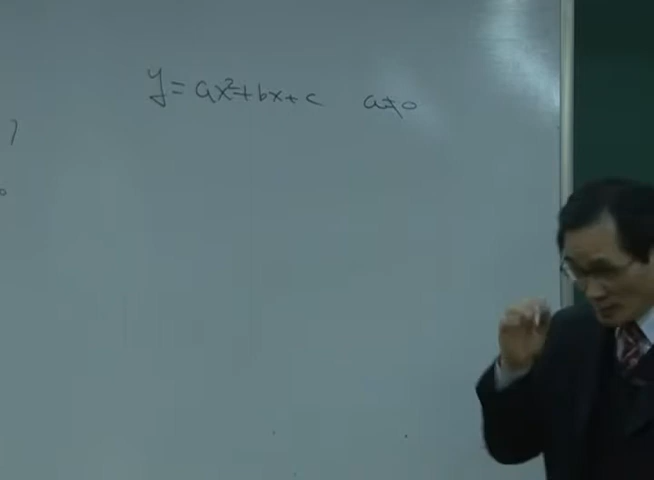 y = ax²+bx+c a≠0
)